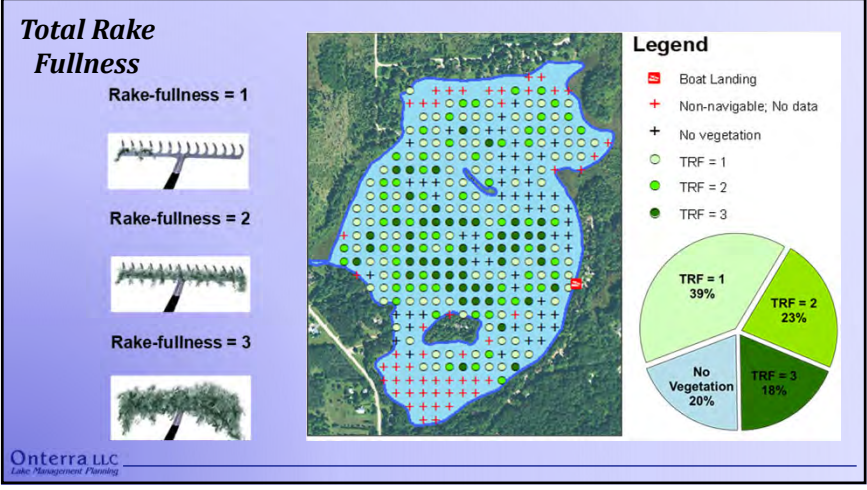 Total Rake
Fullness
Rake-fullness = 1
Rake-fullness = 2
Rake-fullness = 3
Legend
Boat Landing
Non-navigable; No data
No vegetation
TRF = 1
TRF = 2
TRF = 3
TRF = 1
39%
TRF = 2
23%
TRF = 3
18%
No
Vegetation
20%
Onterra LLC
Lake Management Planning